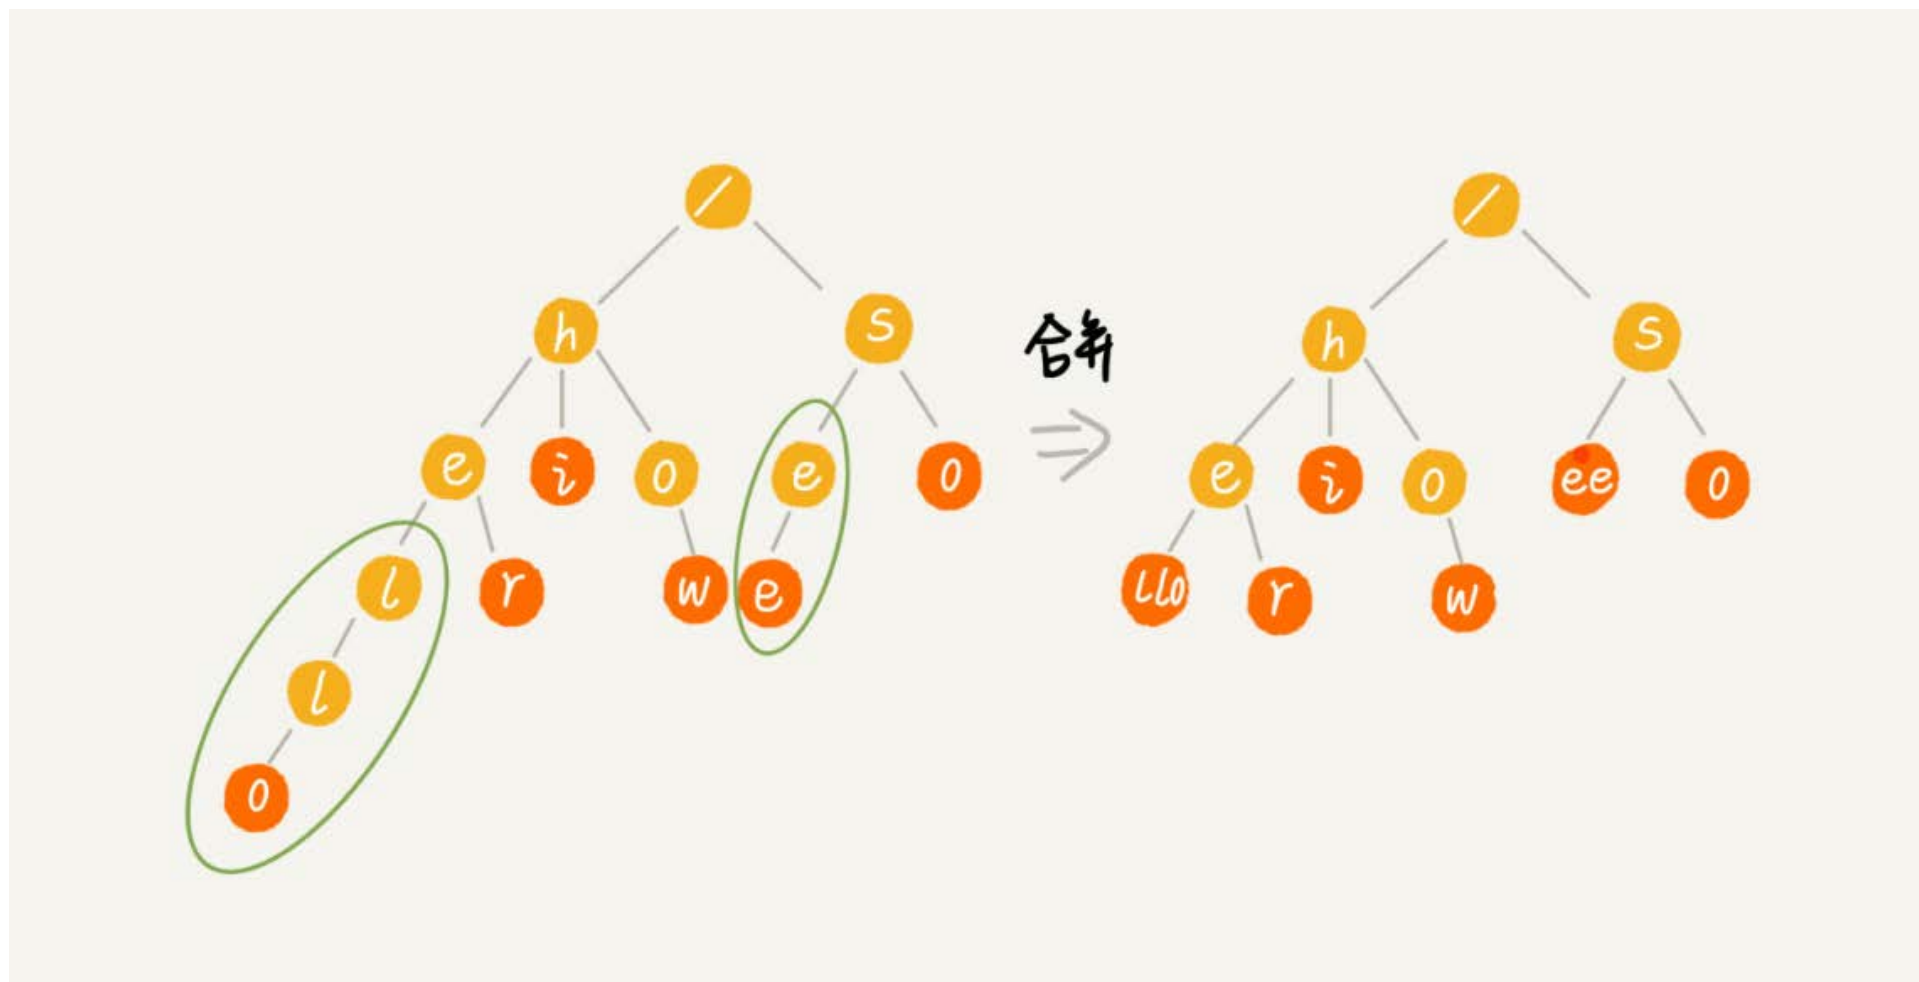 /
h S
e i o e O
l r w e
l
o
合并
/
h S
e i o ee O
LLO r w